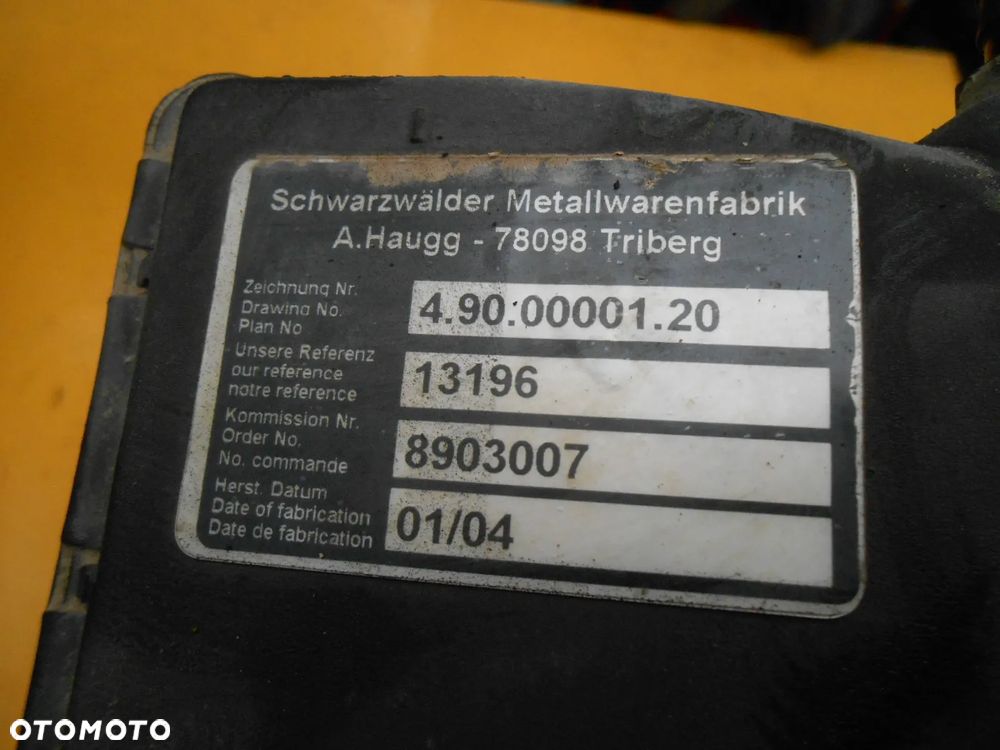 Schwarzwälder Metallwarenfabrik
A.Haugg - 78098 Triberg
Zeichnung Nr.
Drawing No.
Plan No
4.90.00001.20
Unsere Referenz
our reference
notre reference
13196
Kommission Nr.
Order No.
No. commande
8903007
Herst. Datum
Date of fabrication
Date de fabrication
01/04
OTOMOTO